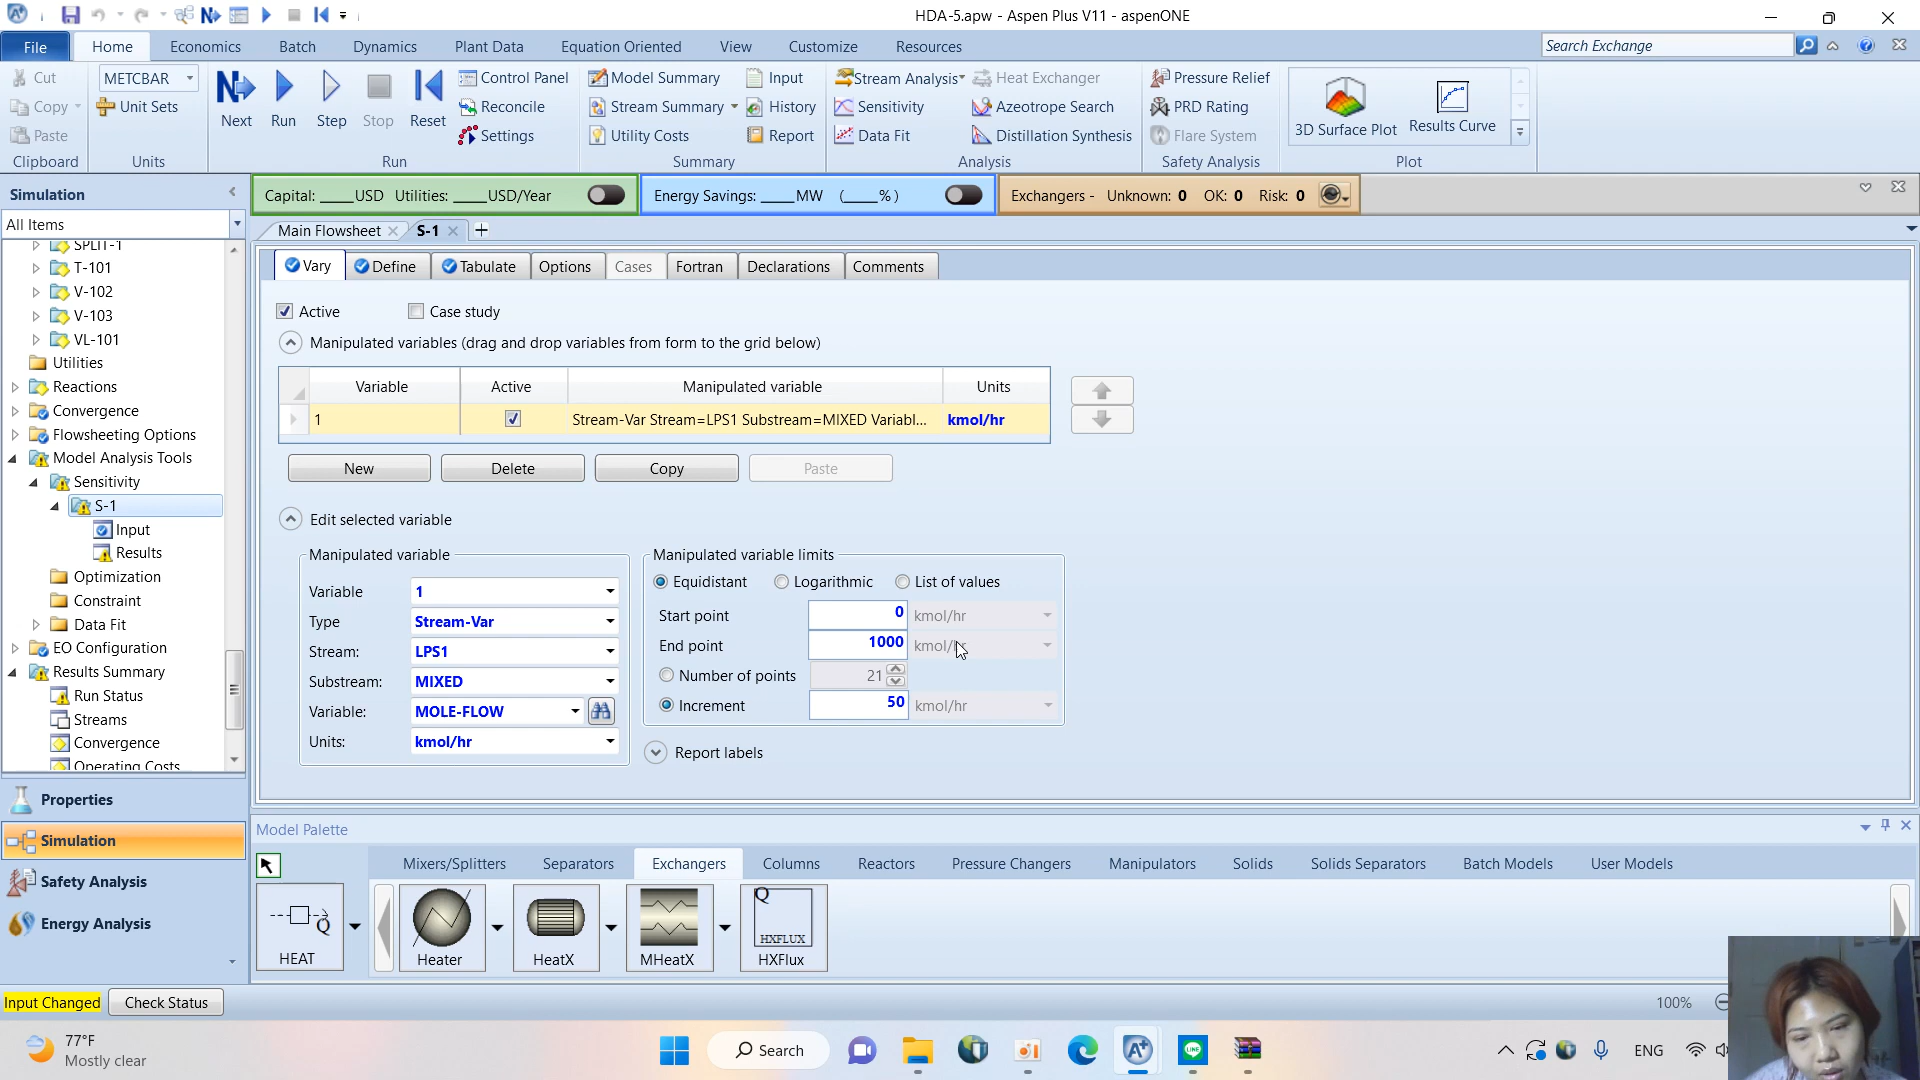 HDA-5.apw - Aspen Plus V11 - aspenONE
File Home Economics Batch Dynamics Plant Data Equation Oriented View Customize Resources Search Exchange
Cut METCBAR Control Panel Model Summary Input Stream Analysis Heat Exchanger Pressure Relief
Copy Unit Sets Reconcile Stream Summary History Sensitivity Azeotrope Search PRD Rating
Next Run Step Stop Reset 3D Surface Plot Results Curve
Paste Settings Utility Costs Report Data Fit Distillation Synthesis Flare System
Clipboard Units Run Summary Analysis Safety Analysis Plot
Simulation
Capital: ____USD Utilities: ____USD/Year Energy Savings: ____MW (____%) Exchangers - Unknown: 0 OK: 0 Risk: 0
All Items
Main Flowsheet S-1
SPLIT-1
T-101
V-102
V-103
VL-101
Utilities
Reactions
Convergence
Flowsheeting Options
Model Analysis Tools
Sensitivity
S-1
Input
Results
Optimization
Constraint
Data Fit
EO Configuration
Results Summary
Run Status
Streams
Convergence
Operating Costs
Properties
Simulation
Safety Analysis
Energy Analysis
Vary Define Tabulate Options Cases Fortran Declarations Comments
Active Case study
Manipulated variables (drag and drop variables from form to the grid below)
Variable Active Manipulated variable Units
1 Stream-Var Stream=LPS1 Substream=MIXED Variabl... kmol/hr
New Delete Copy Paste
Edit selected variable
Manipulated variable
Variable 1
Type Stream-Var
Stream: LPS1
Substream: MIXED
Variable: MOLE-FLOW
Units: kmol/hr
Manipulated variable limits
Equidistant Logarithmic List of values
Start point 0 kmol/hr
End point 1000 kmol/hr
Number of points 21
Increment 50 kmol/hr
Report labels
Model Palette
Mixers/Splitters Separators Exchangers Columns Reactors Pressure Changers Manipulators Solids Solids Separators Batch Models User Models
Q
Q
HXFLUX
HEAT Heater HeatX MHeatX HXFlux
Input Changed Check Status 100%
77°F
Mostly clear
Search
ENG